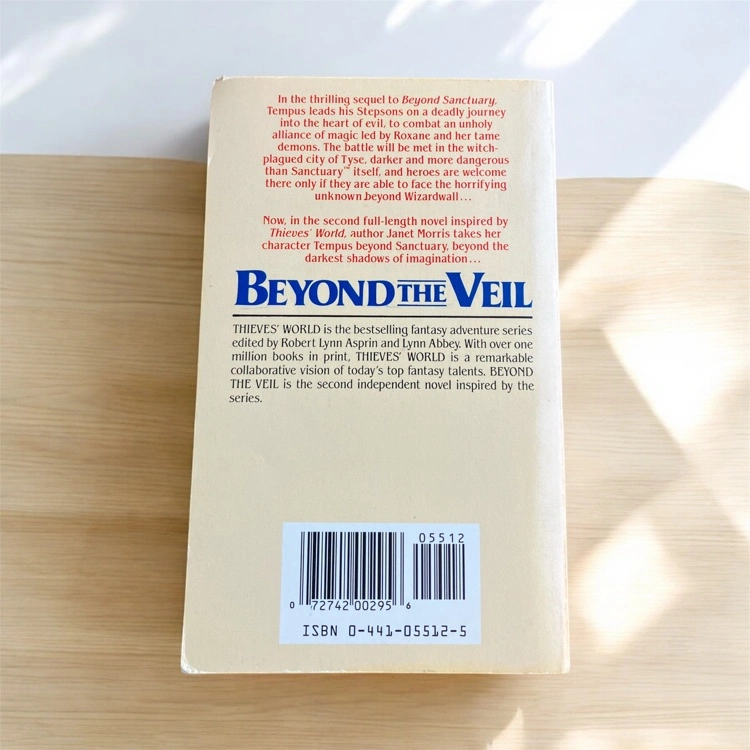 In the thrilling sequel to Beyond Sanctuary,
Tempus leads his Stepsons on a deadly journey
into the heart of evil, to combat an unholy
alliance of magic led by Roxane and her tame
demons. The battle will be met in the witch-
plagued city of Tyse, darker and more dangerous
than Sanctuary™ itself, and heroes are welcome
there only if they are able to face the horrifying
unknown beyond Wizardwall...
Now, in the second full-length novel inspired by
Thieves' World, author Janet Morris takes her
character Tempus beyond Sanctuary, beyond the
darkest shadows of imagination...
BEYOND THE VEIL
THIEVES' WORLD is the bestselling fantasy adventure series
edited by Robert Lynn Asprin and Lynn Abbey. With over one
million books in print, THIEVES' WORLD is a remarkable
collaborative vision of today's top fantasy talents. BEYOND
THE VEIL is the second independent novel inspired by the
series.
05512
0 72742 00295 6
ISBN 0-441-05512-5